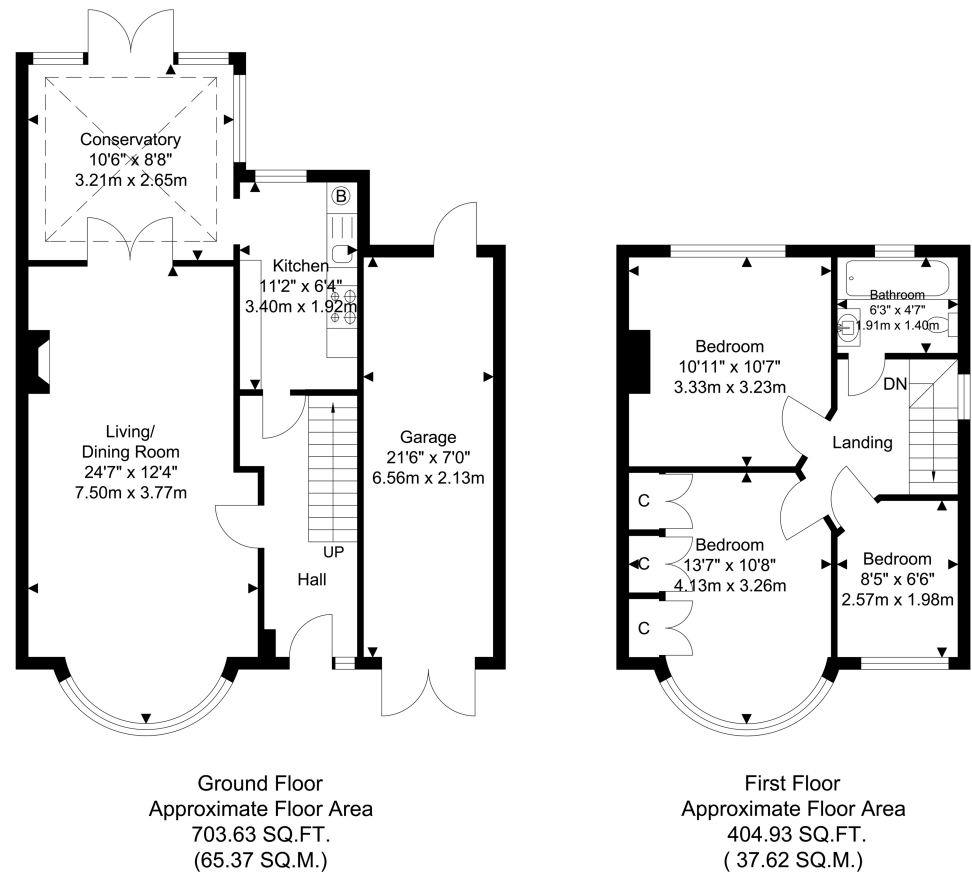 Conservatory
10'6" x 8'8"
3.21m x 2.65m
B
Kitchen
11'2" x 6'4"
3.40m x 1.92m
Living/
Dining Room
24'7" x 12'4"
7.50m x 3.77m
Garage
21'6" x 7'0"
6.56m x 2.13m
UP
Hall
Ground Floor
Approximate Floor Area
703.63 SQ.FT.
(65.37 SQ.M.)
Bathroom
6'3" x 4'7"
1.91m x 1.40m
Bedroom
10'11" x 10'7"
3.33m x 3.23m
DN
Landing
C
C
C
Bedroom
13'7" x 10'8"
4.13m x 3.26m
Bedroom
8'5" x 6'6"
2.57m x 1.98m
First Floor
Approximate Floor Area
404.93 SQ.FT.
( 37.62 SQ.M.)